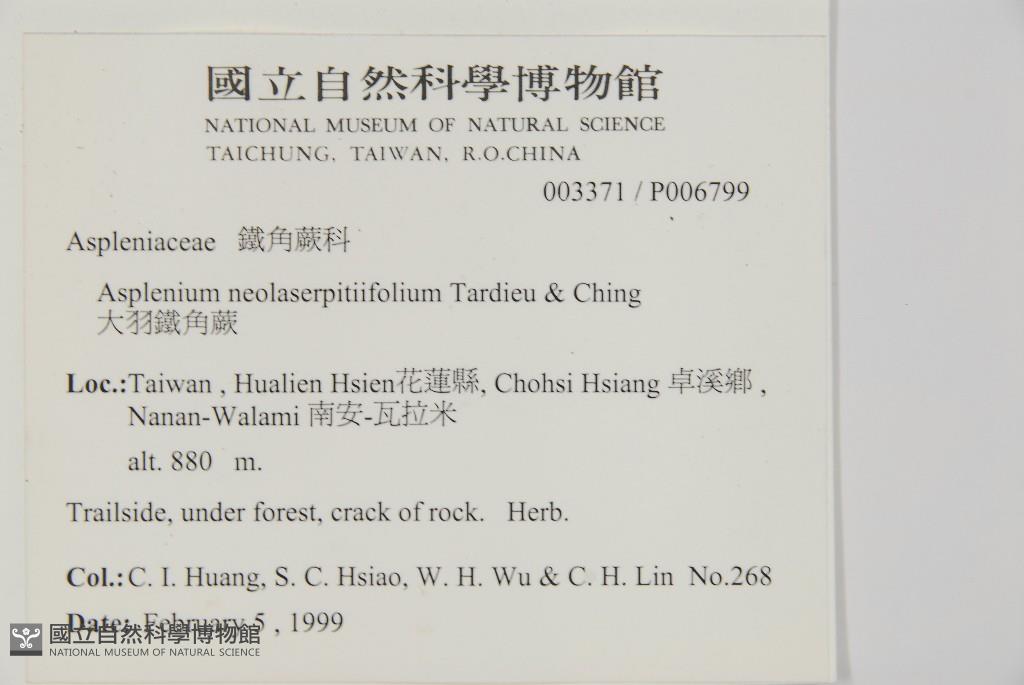 國立自然科學博物館
NATIONAL MUSEUM OF NATURAL SCIENCE
TAICHUNG, TAIWAN, R.O.CHINA
003371 / P006799
Aspleniaceae 鐵角蕨科
Asplenium neolaserpitiifolium Tardieu & Ching
大羽鐵角蕨
Loc.:Taiwan , Hualien Hsien花蓮縣, Chohsi Hsiang 卓溪鄉 ,
Nanan-Walami 南安-瓦拉米
alt. 880 m.
Trailside, under forest, crack of rock. Herb.
Col.: C. I. Huang, S. C. Hsiao, W. H. Wu & C. H. Lin No.268
Date: February 5 , 1999
國立自然科學博物館
NATIONAL MUSEUM OF NATURAL SCIENCE